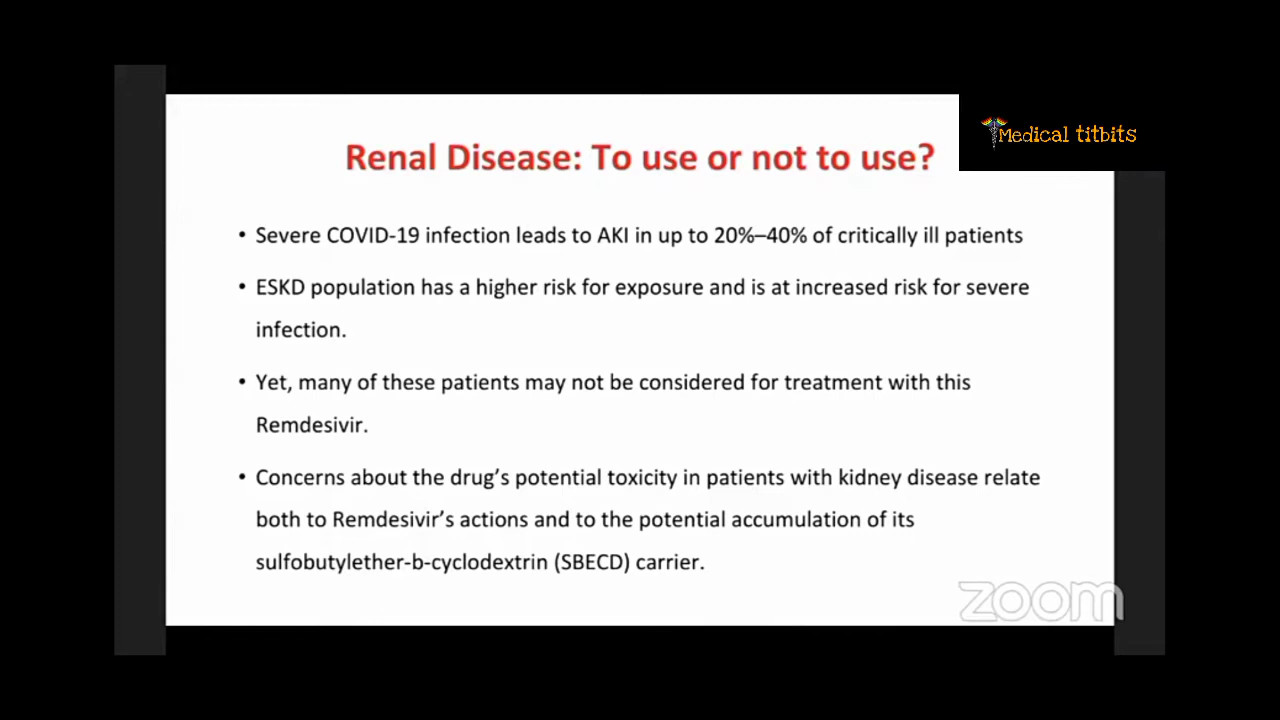 Medical titbits
Renal Disease: To use or not to use?
• Severe COVID-19 infection leads to AKI in up to 20%–40% of critically ill patients
• ESKD population has a higher risk for exposure and is at increased risk for severe
infection.
• Yet, many of these patients may not be considered for treatment with this
Remdesivir.
• Concerns about the drug’s potential toxicity in patients with kidney disease relate
both to Remdesivir’s actions and to the potential accumulation of its
sulfobutylether-b-cyclodextrin (SBECD) carrier.
zoom